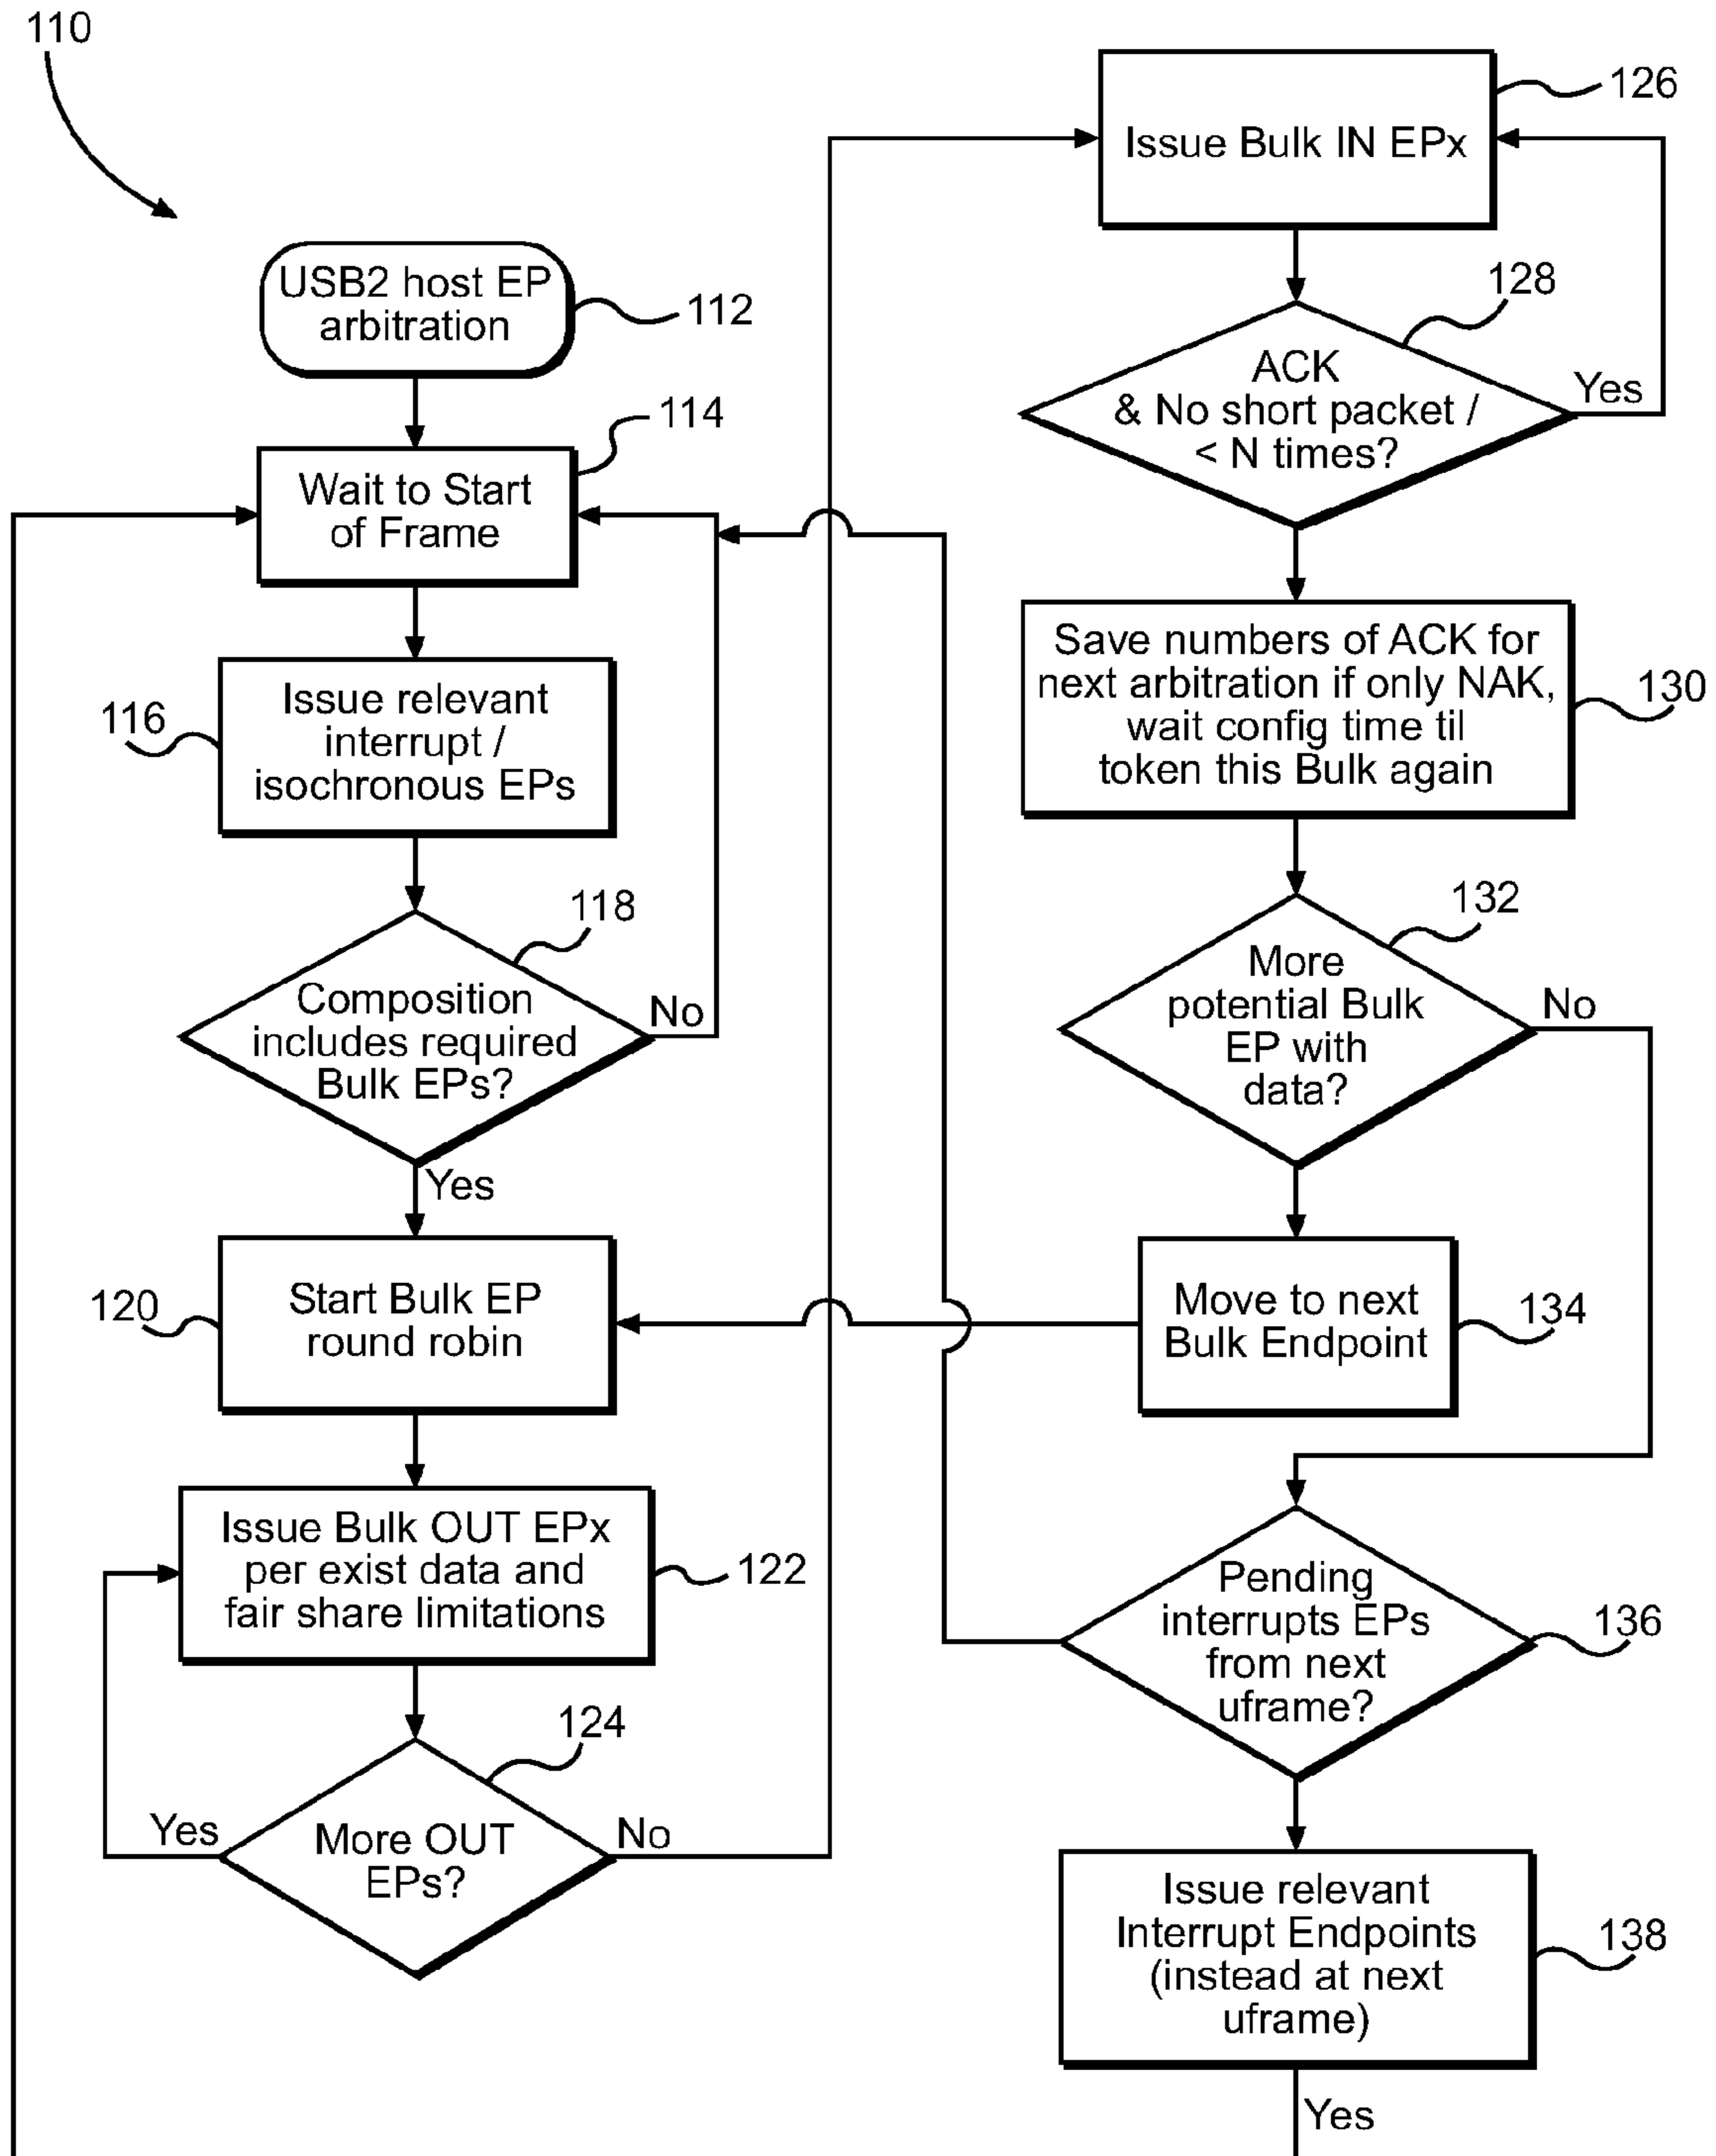 110
USB2 host EP
arbitration
112
Wait to Start
of Frame
114
Issue relevant
interrupt /
isochronous EPs
116
Composition
includes required
Bulk EPs?
118
No
Yes
Start Bulk EP
round robin
120
Issue Bulk OUT EPx
per exist data and
fair share limitations
122
More OUT
EPs?
124
Yes
No
Issue Bulk IN EPx
126
ACK
& No short packet /
< N times?
128
Yes
Save numbers of ACK for
next arbitration if only NAK,
wait config time til
token this Bulk again
130
More
potential Bulk
EP with
data?
132
No
Move to next
Bulk Endpoint
134
Pending
interrupts EPs
from next
uframe?
136
Issue relevant
Interrupt Endpoints
(instead at next
uframe)
138
Yes